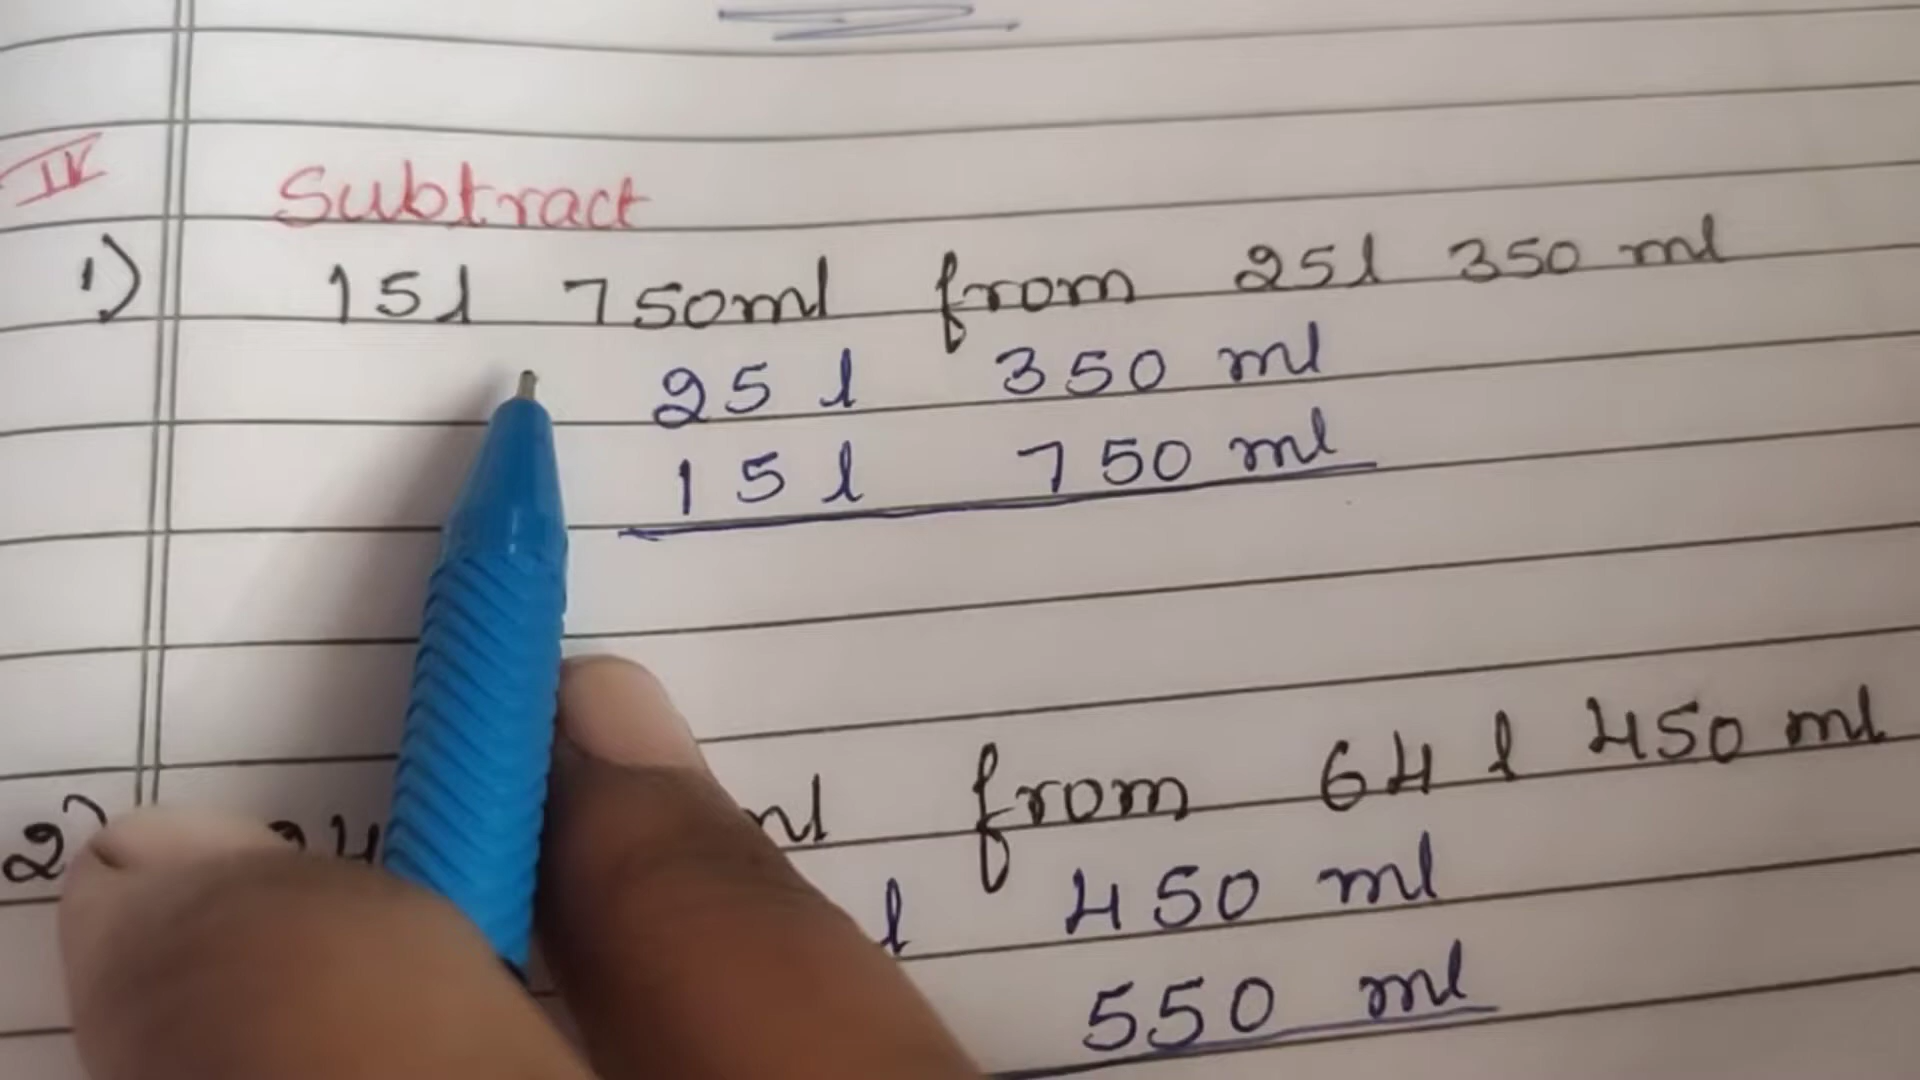 IV Subtract
1) 15l 750ml from 25l 350 ml
25 l 350 ml
15 l 750 ml
2) from 64 l 450 ml
l 450 ml
550 ml